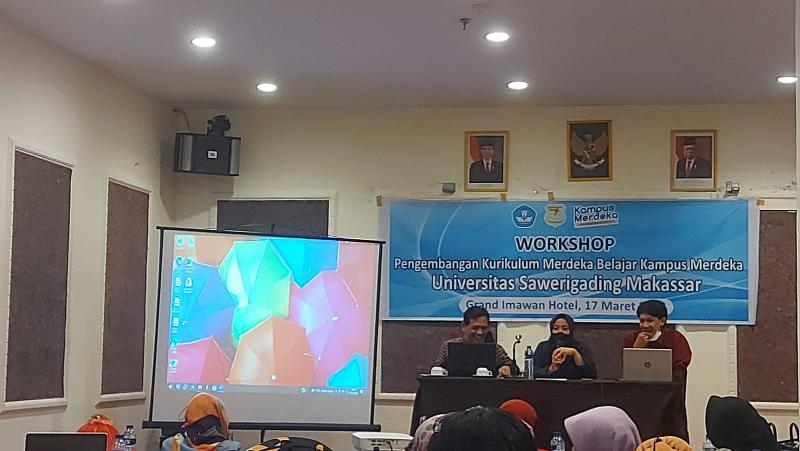 Kampus
Merdeka
WORKSHOP
Pengembangan Kurikulum Merdeka Belajar Kampus Merdeka
Universitas Sawerigading Makassar
Grand Imawan Hotel, 17 Maret